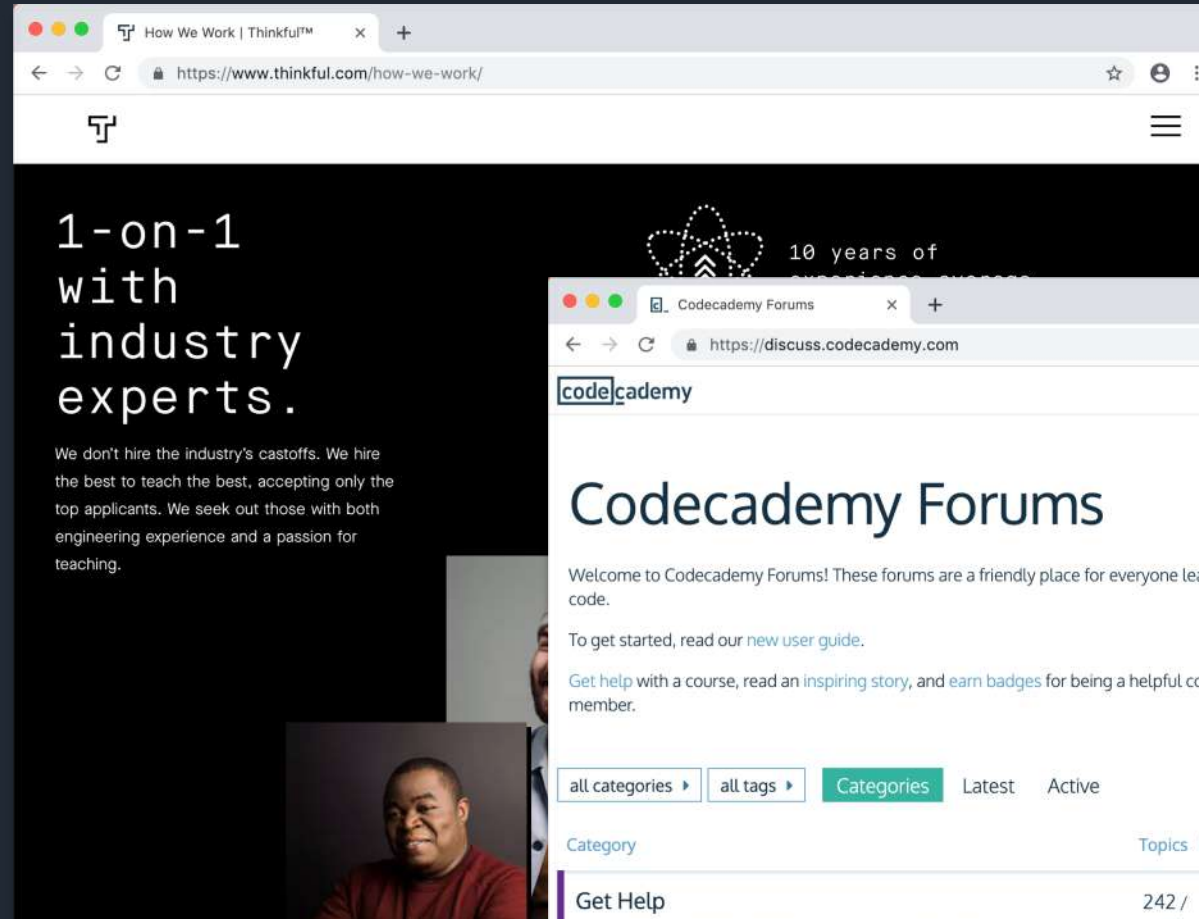 How We Work | Thinkful™
https://www.thinkful.com/how-we-work/
1-on-1
with
industry
experts.
We don't hire the industry's castoffs. We hire
the best to teach the best, accepting only the
top applicants. We seek out those with both
engineering experience and a passion for
teaching.
10 years of
experience average
Codecademy Forums
https://discuss.codecademy.com
codecademy
Codecademy Forums
Welcome to Codecademy Forums! These forums are a friendly place for everyone
code.
To get started, read our new user guide.
Get help with a course, read an inspiring story, and earn badges for being a helpful
member.
all categories
all tags
Categories
Latest
Active
Category
Topics
Get Help
242 /